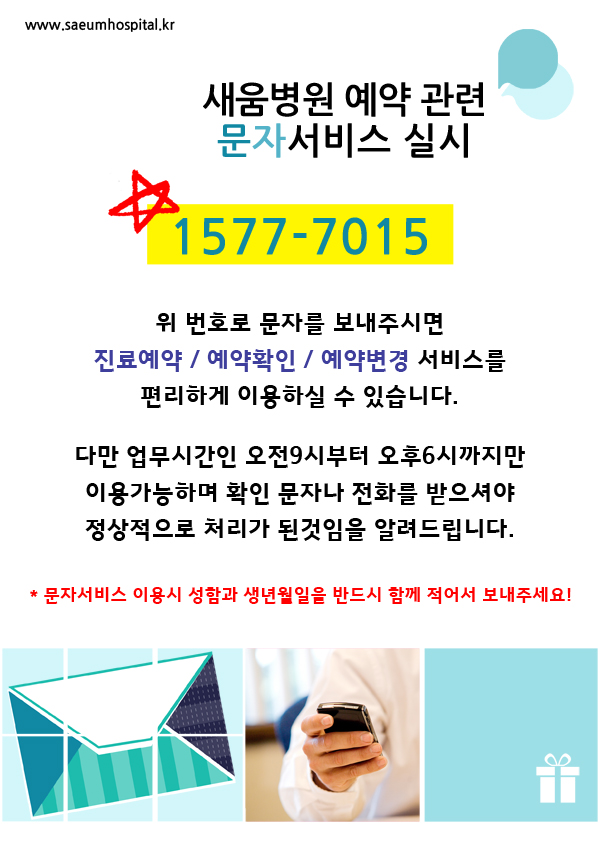 www.saeumhospital.kr
새움병원 예약 관련
문자서비스 실시
1577-7015
위 번호로 문자를 보내주시면
진료예약 / 예약확인 / 예약변경 서비스를
편리하게 이용하실 수 있습니다.
다만 업무시간인 오전9시부터 오후6시까지만
이용가능하며 확인 문자나 전화를 받으셔야
정상적으로 처리가 된것임을 알려드립니다.
* 문자서비스 이용시 성함과 생년월일을 반드시 함께 적어서 보내주세요!